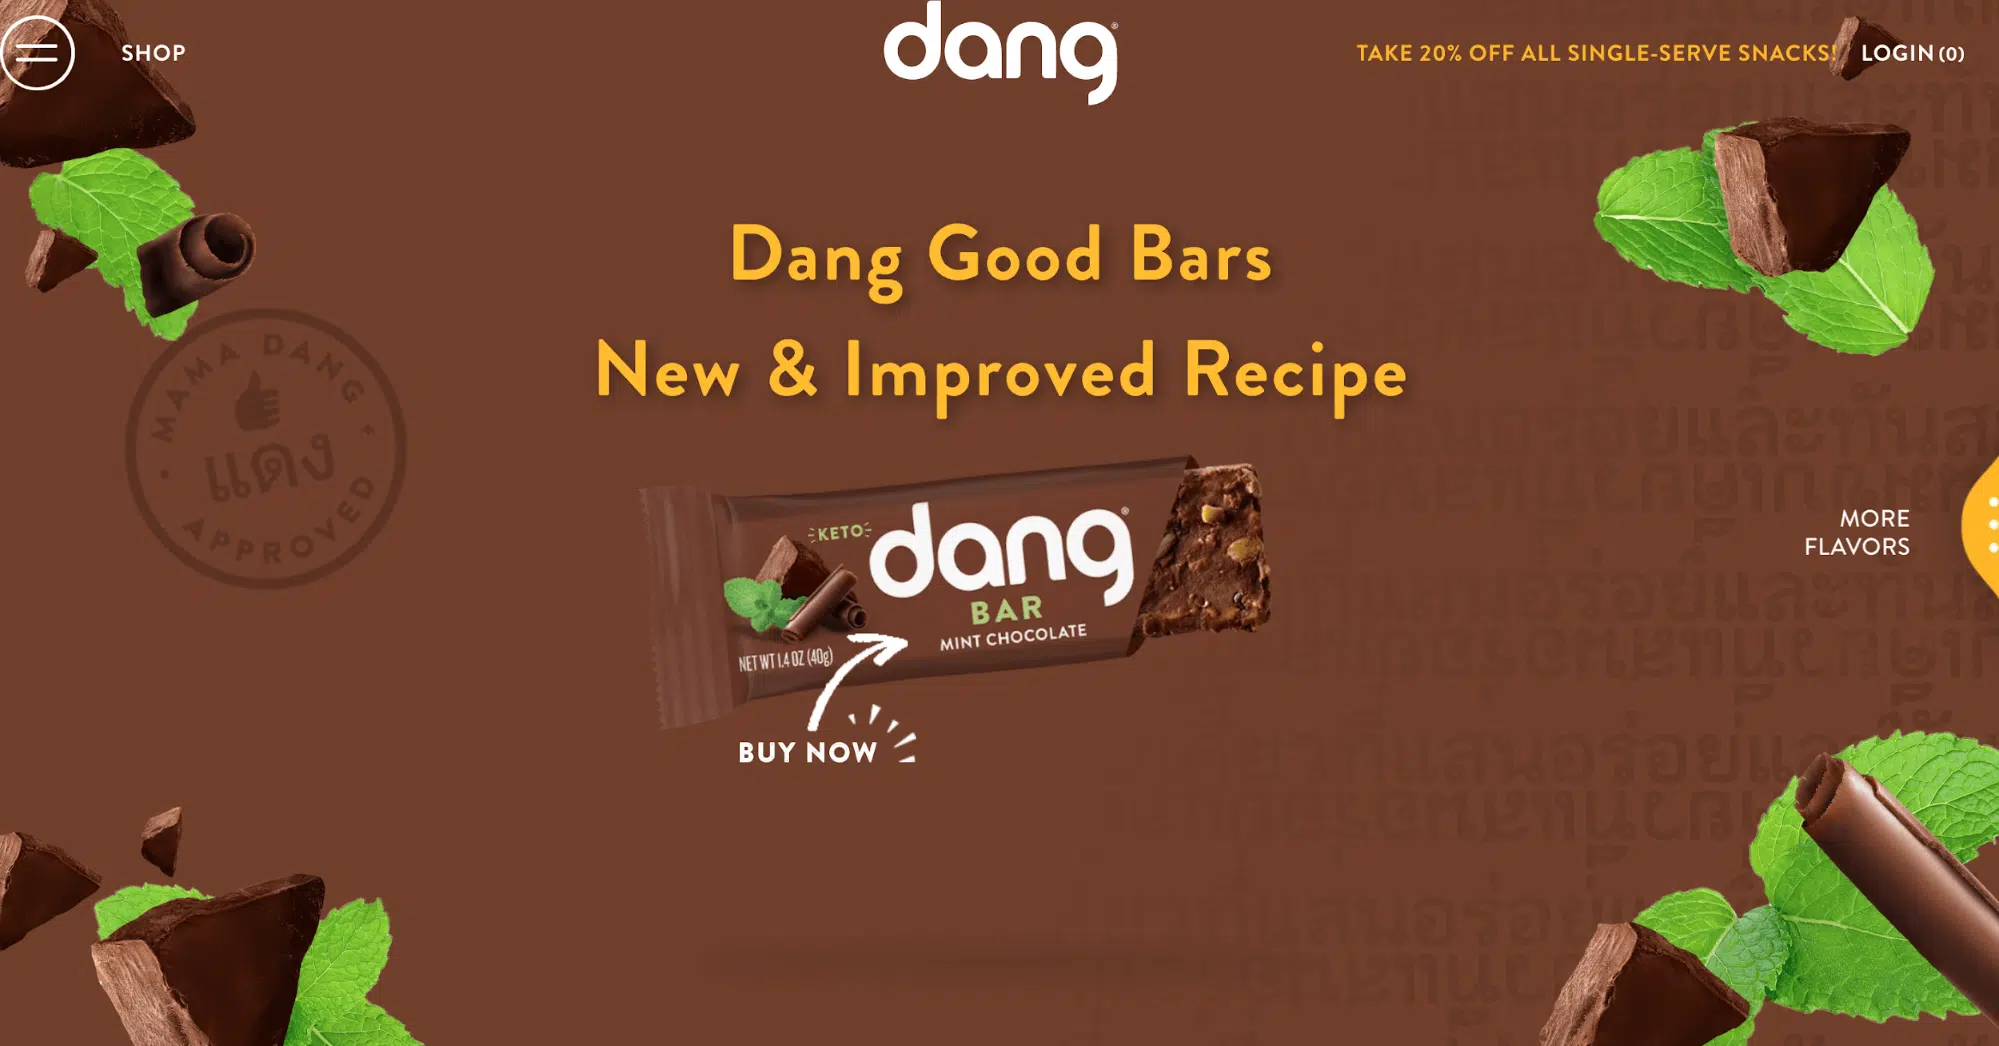 SHOP
dang®
TAKE 20% OFF ALL SINGLE-SERVE SNACKS!
LOGIN (0)
Dang Good Bars
New & Improved Recipe
· MAMA DANG ·
แดง
APPROVED
KETO
dang®
BAR
MINT CHOCOLATE
NET WT 1.4 OZ (40g)
BUY NOW
MORE
FLAVORS